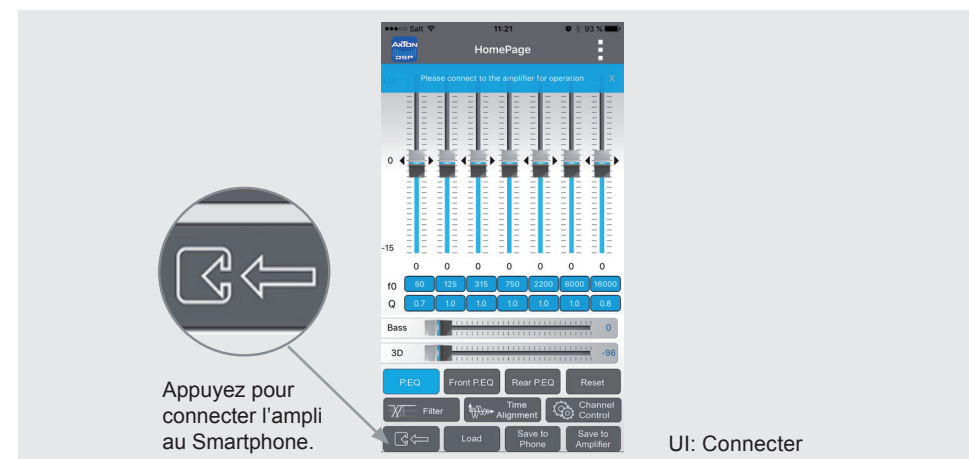 ●●●○○ Salt 11:21 93 %
AXTON
DSP
HomePage
Please connect to the amplifier for operation X
0
-15
0 0 0 0 0 0 0
f0 50 125 315 750 2200 6000 16000
Q 0.7 1.0 1.0 1.0 1.0 1.0 0.6
Bass 0
3D -96
P.EQ Front P.EQ Rear P.EQ Reset
Filter Time Alignment Channel Control
Load Save to Phone Save to Amplifier
Appuyez pour
connecter l’ampli
au Smartphone.
UI: Connecter